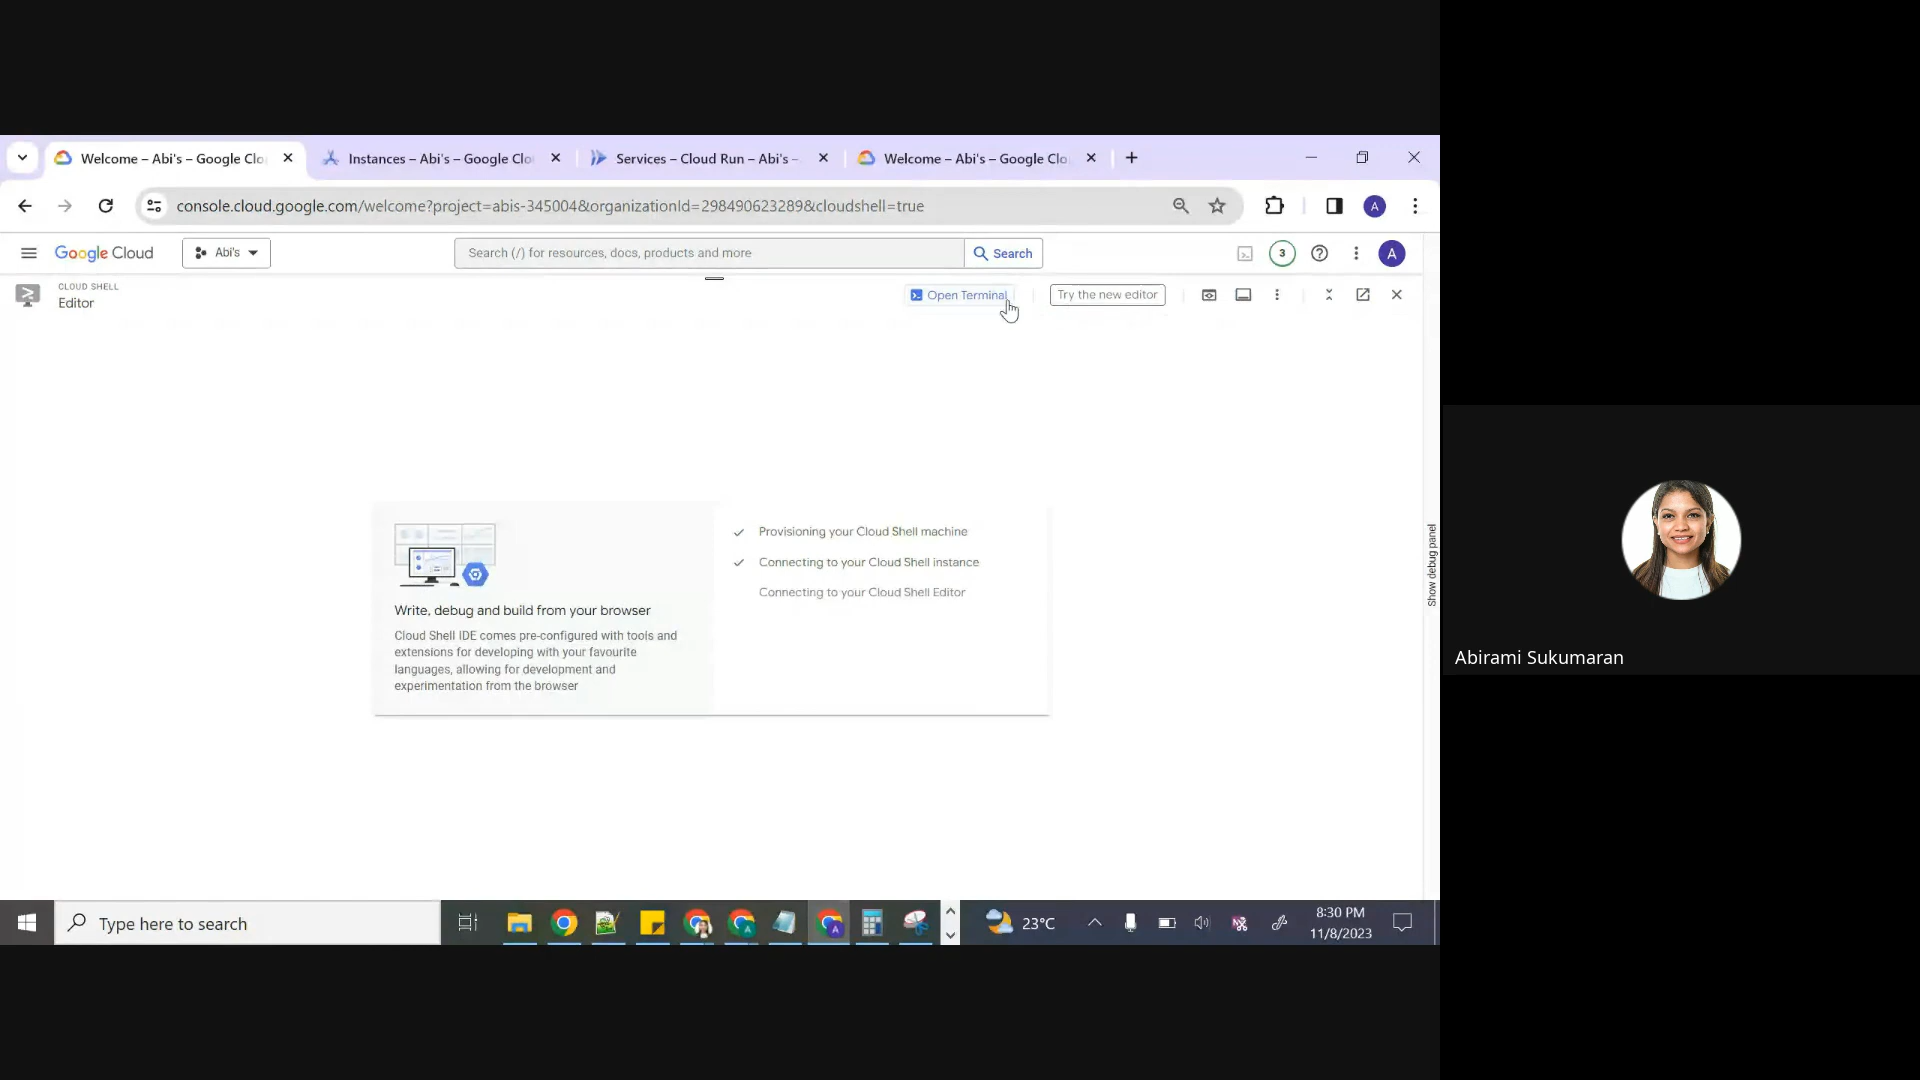 Welcome – Abi's – Google Clo
Instances – Abi's – Google Clo
Services – Cloud Run – Abi's –
Welcome – Abi's – Google Clo
console.cloud.google.com/welcome?project=abis-345004&organizationId=298490623289&cloudshell=true
A
Google Cloud
Abi's
Search (/) for resources, docs, products and more
Search
3
A
CLOUD SHELL
Editor
Open Terminal
Try the new editor
Provisioning your Cloud Shell machine
Connecting to your Cloud Shell instance
Connecting to your Cloud Shell Editor
Write, debug and build from your browser
Cloud Shell IDE comes pre-configured with tools and
extensions for developing with your favourite
languages, allowing for development and
experimentation from the browser
Show debug panel
Abirami Sukumaran
Type here to search
23°C
8:30 PM
11/8/2023